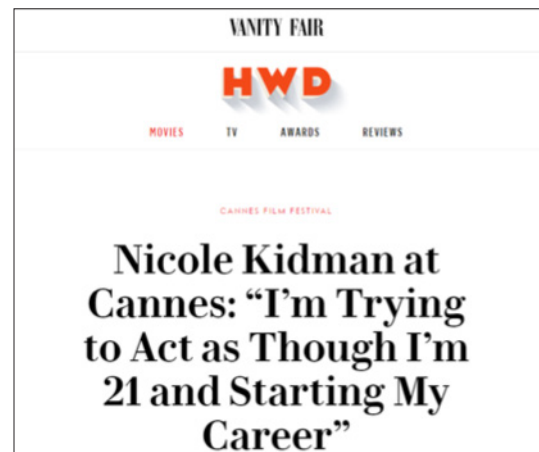 VANITY FAIR
HWD
MOVIES TV AWARDS REVIEWS
CANNES FILM FESTIVAL
Nicole Kidman at
Cannes: “I’m Trying
to Act as Though I’m
21 and Starting My
Career”